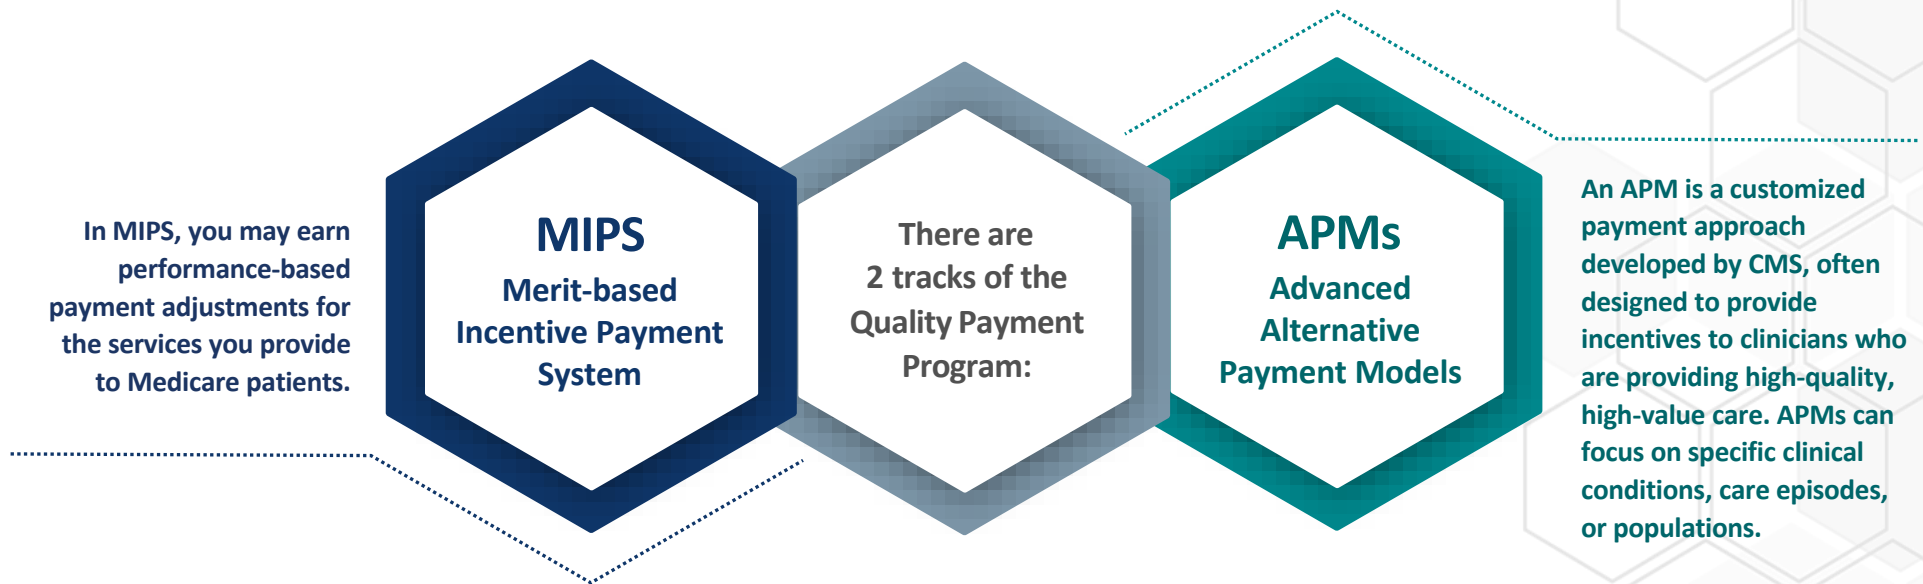 In MIPS, you may earn
performance-based
payment adjustments for
the services you provide
to Medicare patients.
MIPS
Merit-based
Incentive Payment
System
There are
2 tracks of the
Quality Payment
Program:
APMs
Advanced
Alternative
Payment Models
An APM is a customized
payment approach
developed by CMS, often
designed to provide
incentives to clinicians who
are providing high-quality,
high-value care. APMs can
focus on specific clinical
conditions, care episodes,
or populations.